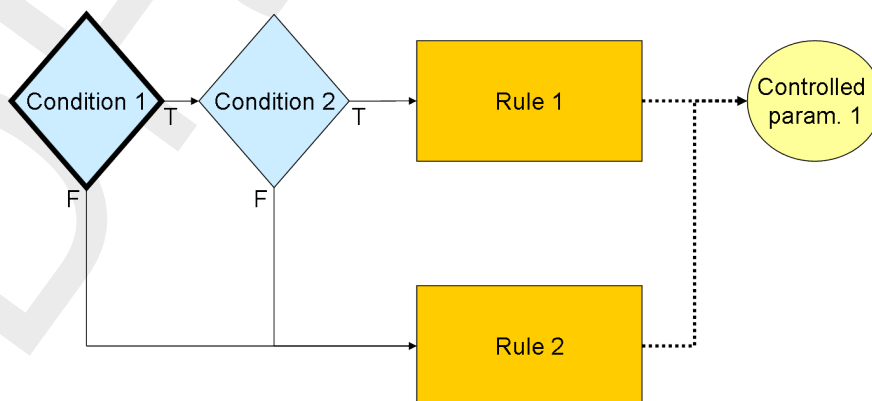 Condition 1
T
Condition 2
T
Rule 1
Controlled
param. 1
F
F
Rule 2